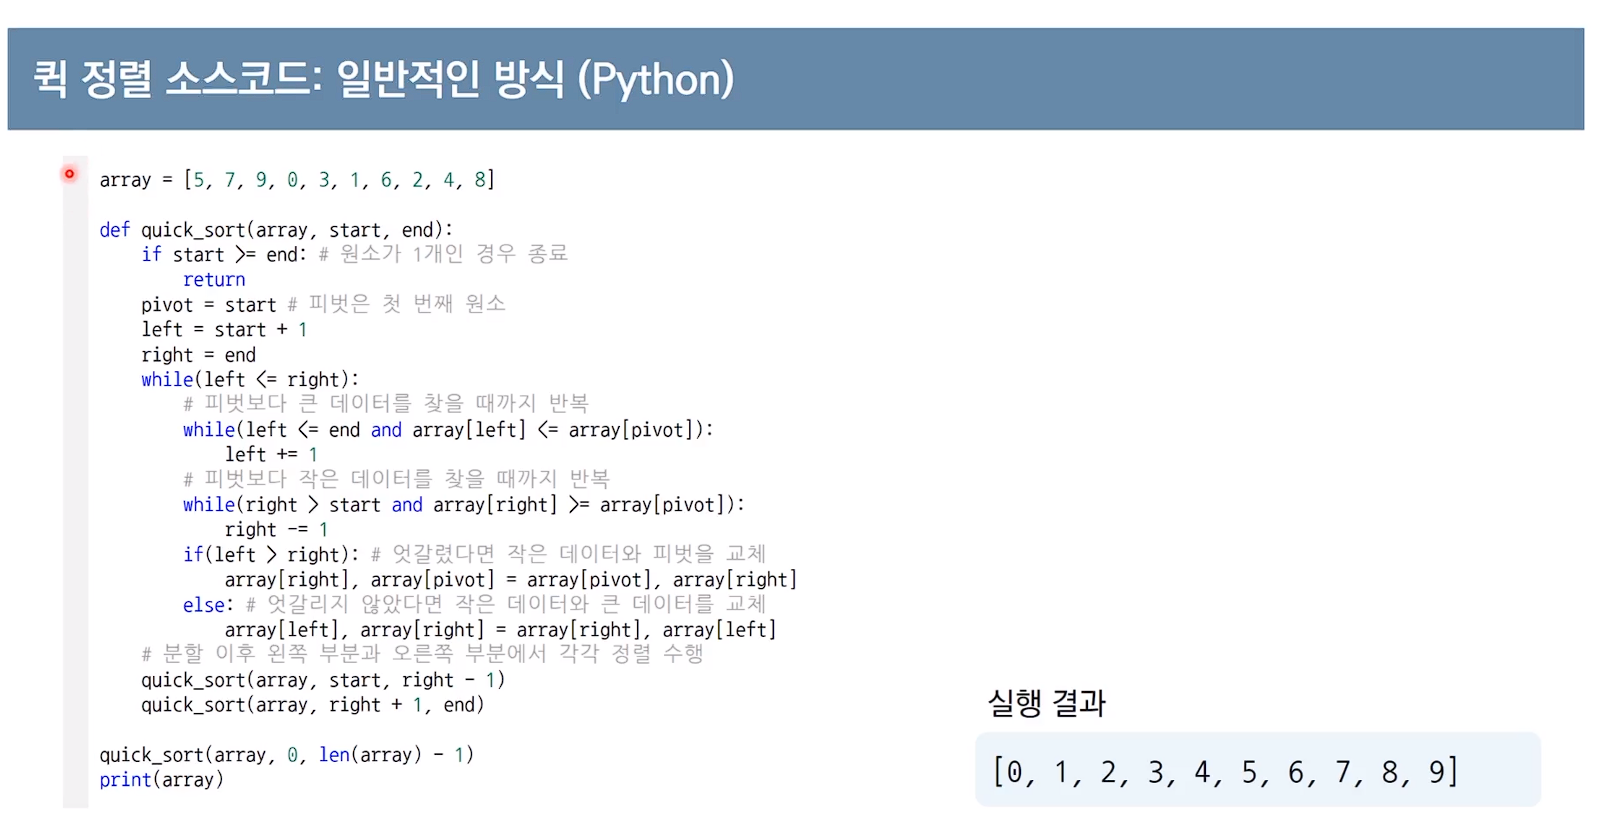 퀵 정렬 소스코드: 일반적인 방식 (Python)
array = [5, 7, 9, 0, 3, 1, 6, 2, 4, 8]
def quick_sort(array, start, end):
    if start >= end: # 원소가 1개인 경우 종료
        return
    pivot = start # 피벗은 첫 번째 원소
    left = start + 1
    right = end
    while(left <= right):
        # 피벗보다 큰 데이터를 찾을 때까지 반복
        while(left <= end and array[left] <= array[pivot]):
            left += 1
        # 피벗보다 작은 데이터를 찾을 때까지 반복
        while(right > start and array[right] >= array[pivot]):
            right -= 1
        if(left > right): # 엇갈렸다면 작은 데이터와 피벗을 교체
            array[right], array[pivot] = array[pivot], array[right]
        else: # 엇갈리지 않았다면 작은 데이터와 큰 데이터를 교체
            array[left], array[right] = array[right], array[left]
    # 분할 이후 왼쪽 부분과 오른쪽 부분에서 각각 정렬 수행
    quick_sort(array, start, right - 1)
    quick_sort(array, right + 1, end)
quick_sort(array, 0, len(array) - 1)
print(array)
실행 결과
[0, 1, 2, 3, 4, 5, 6, 7, 8, 9]